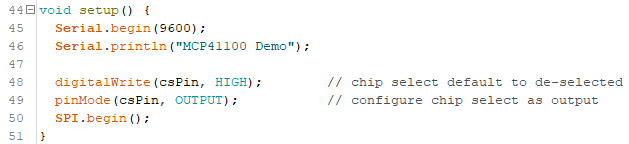 44 void setup() {
45 Serial.begin(9600);
46 Serial.println("MCP41100 Demo");
47
48 digitalWrite(csPin, HIGH); // chip select default to de-selected
49 pinMode(csPin, OUTPUT); // configure chip select as output
50 SPI.begin();
51 }